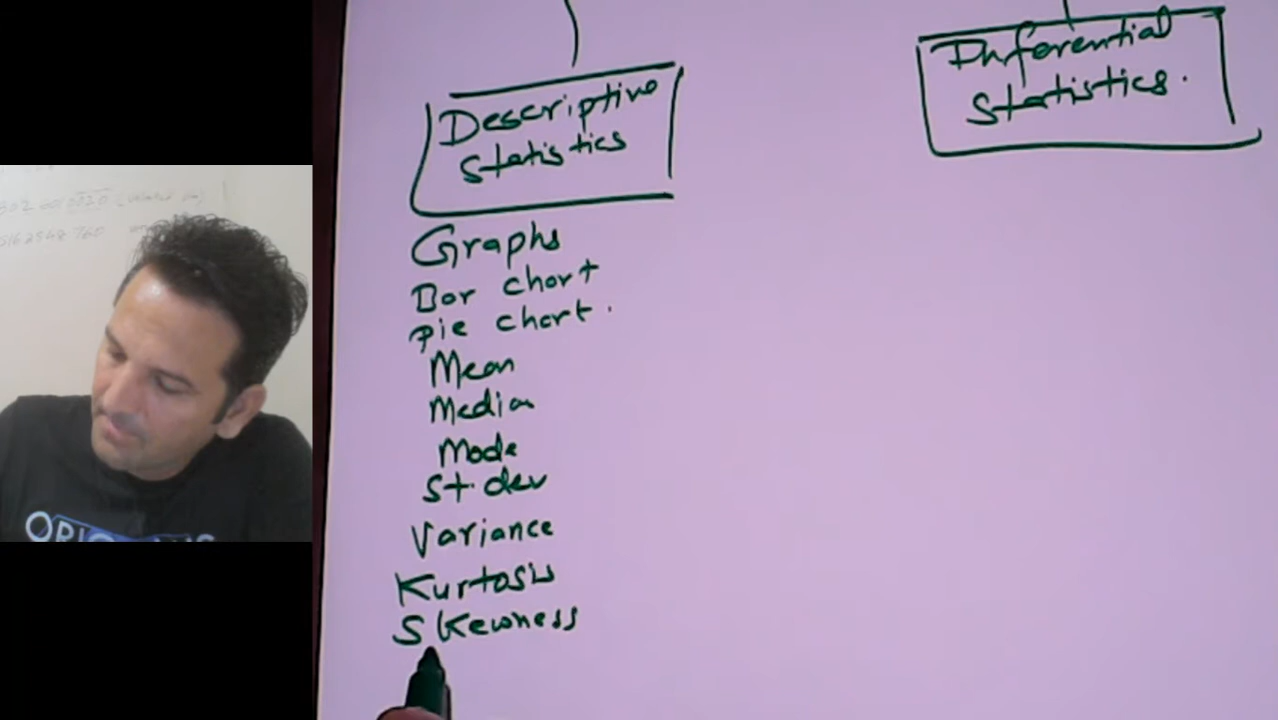 Descriptive
Statistics
Inferential
Statistics.
Graphs
Bar chart
Pie chart.
Mean
Median
Mode
St. dev
Variance
Kurtosis
Skewness